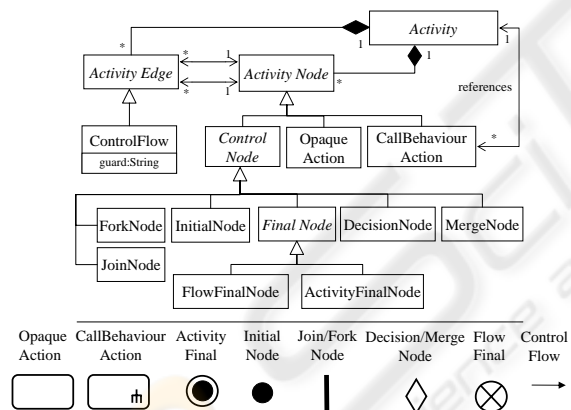 Activity
* 1 1 1
Activity Edge
* 1
* 1
Activity Node
*
references
ControlFlow
guard:String
Control
Node
Opaque
Action
CallBehaviour
Action
*
ForkNode
InitialNode
Final Node
DecisionNode
MergeNode
JoinNode
FlowFinalNode
ActivityFinalNode
Opaque
Action
CallBehaviour
Action
Activity
Final
Initial
Node
Join/Fork
Node
Decision/Merge
Node
Flow
Final
Control
Flow